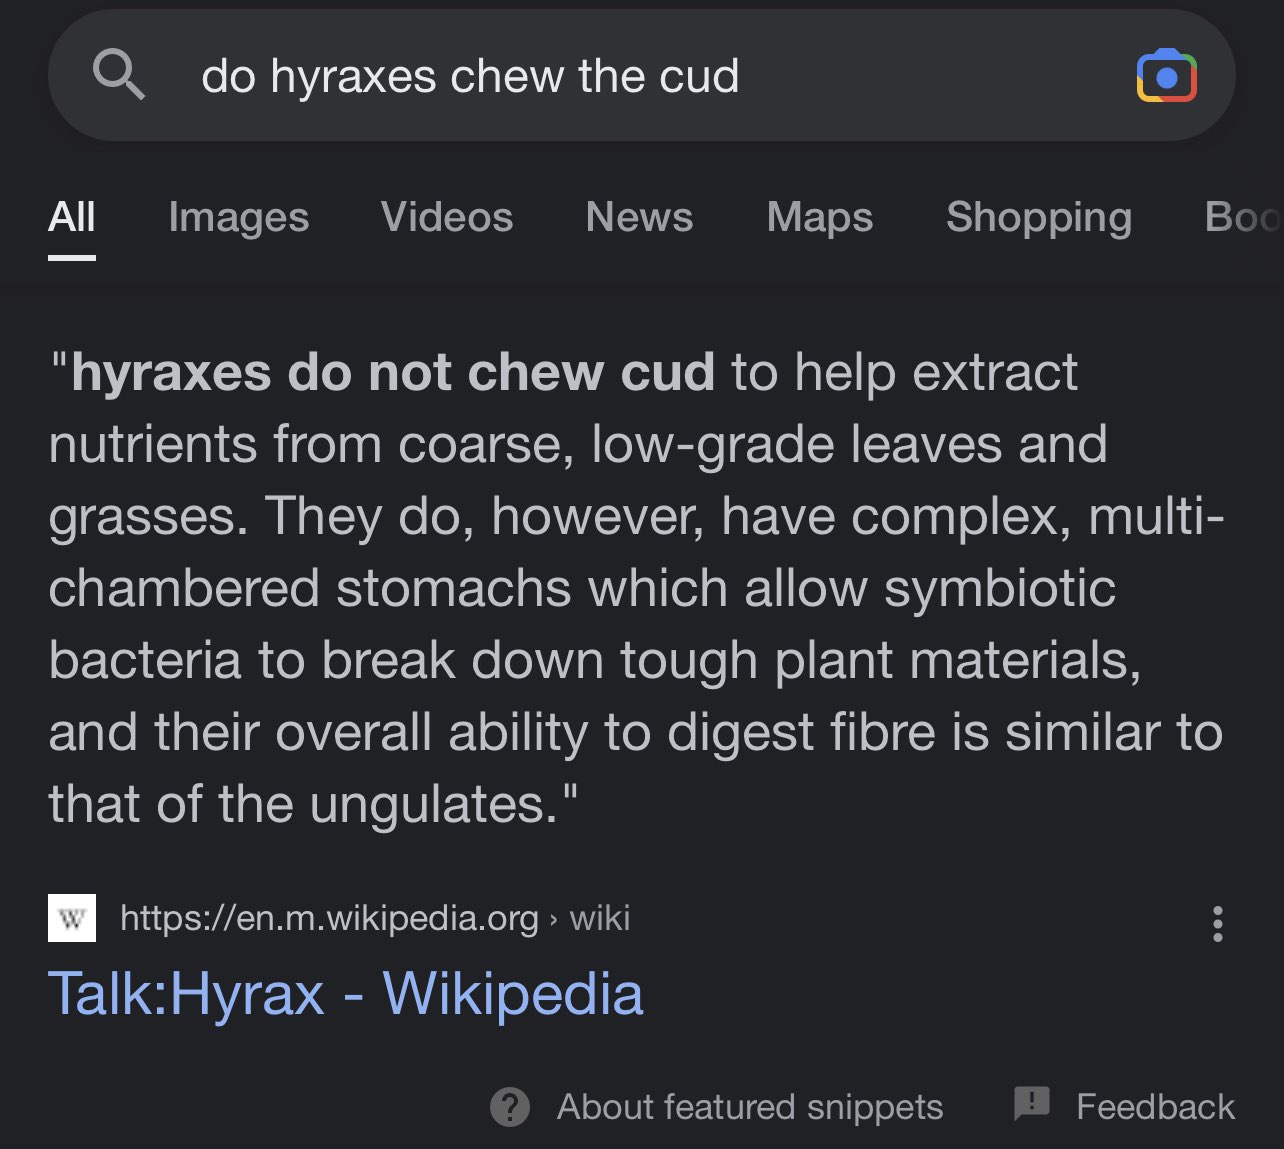 do hyraxes chew the cud
All Images Videos News Maps Shopping Boo
"hyraxes do not chew cud to help extract
nutrients from coarse, low-grade leaves and
grasses. They do, however, have complex, multi-
chambered stomachs which allow symbiotic
bacteria to break down tough plant materials,
and their overall ability to digest fibre is similar to
that of the ungulates."
W https://en.m.wikipedia.org › wiki
Talk:Hyrax - Wikipedia
? About featured snippets ! Feedback